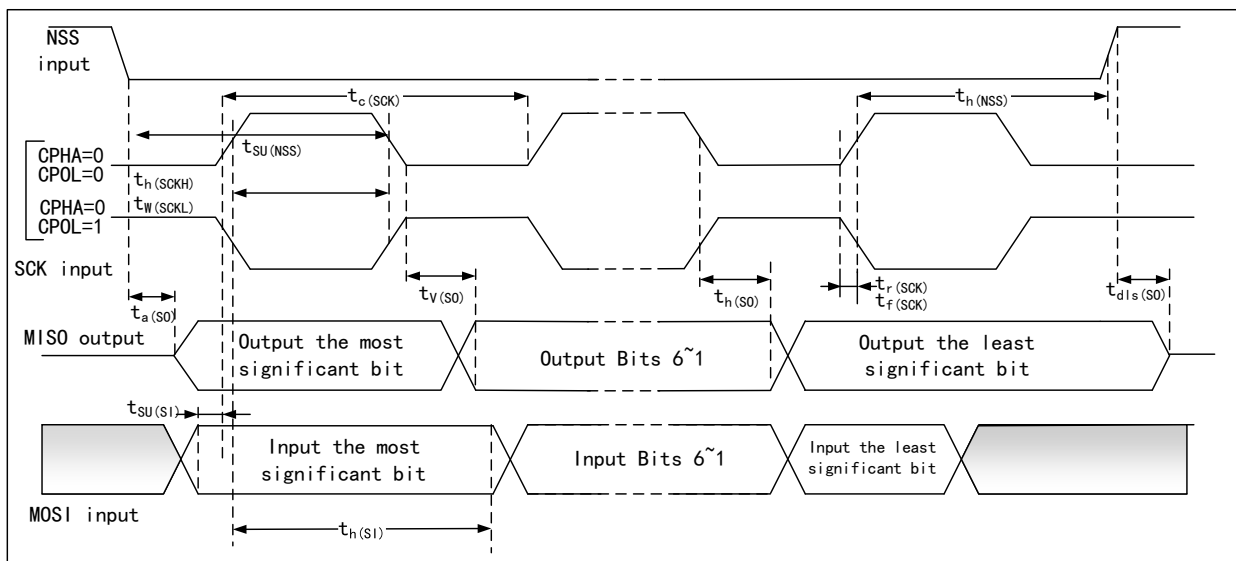 NSS
input
tc(SCK)
th(NSS)
tSU(NSS)
CPHA=0
CPOL=0
th(SCKH)
CPHA=0
CPOL=1
tW(SCKL)
SCK input
ta(SO)
tV(SO)
th(SO)
tr(SCK)
tf(SCK)
tdls(SO)
MISO output
Output the most
significant bit
Output Bits 6~1
Output the least
significant bit
tSU(SI)
Input the most
significant bit
Input Bits 6~1
Input the least
significant bit
MOSI input
th(SI)